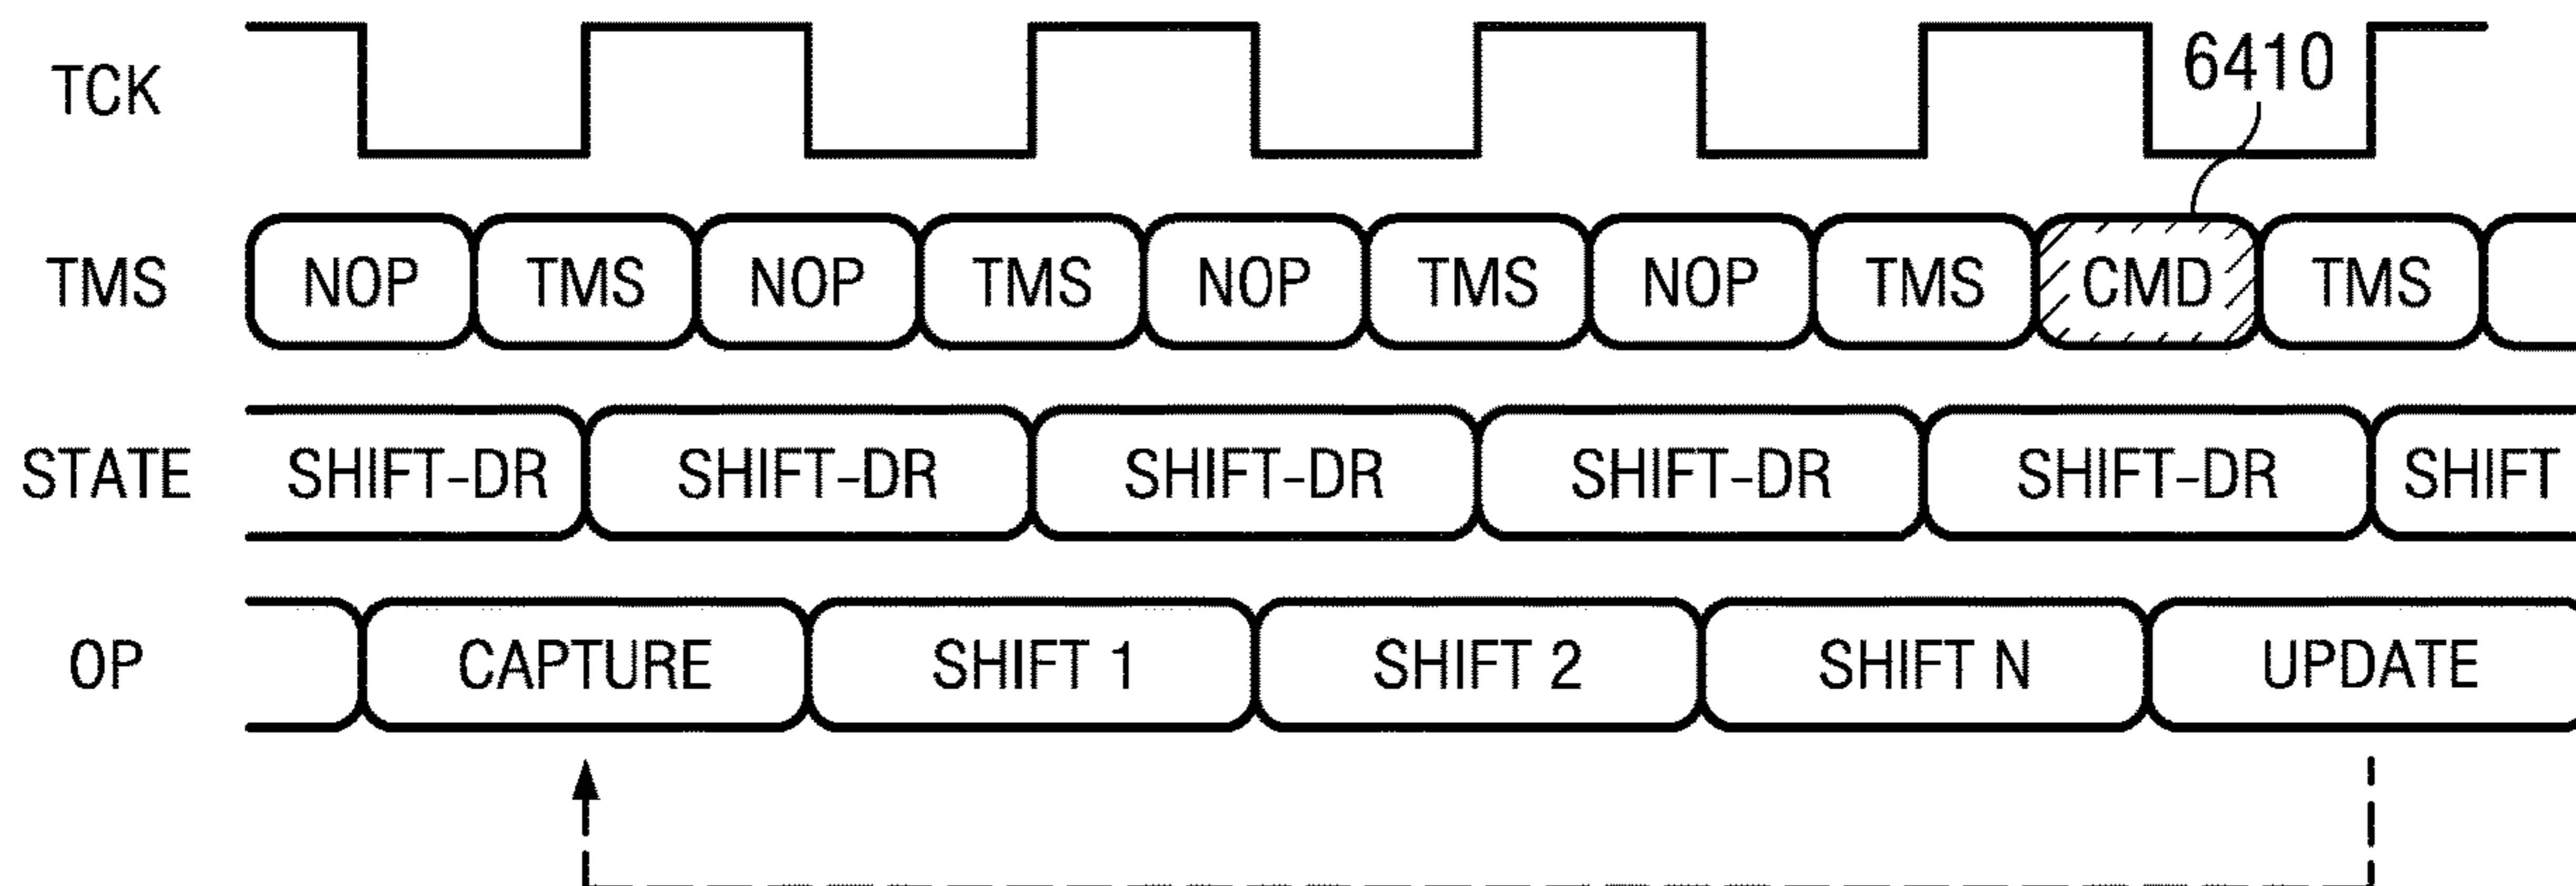 TCK 6410
TMS NOP TMS NOP TMS NOP TMS NOP TMS CMD TMS
STATE SHIFT-DR SHIFT-DR SHIFT-DR SHIFT-DR SHIFT-DR SHIFT
OP CAPTURE SHIFT 1 SHIFT 2 SHIFT N UPDATE